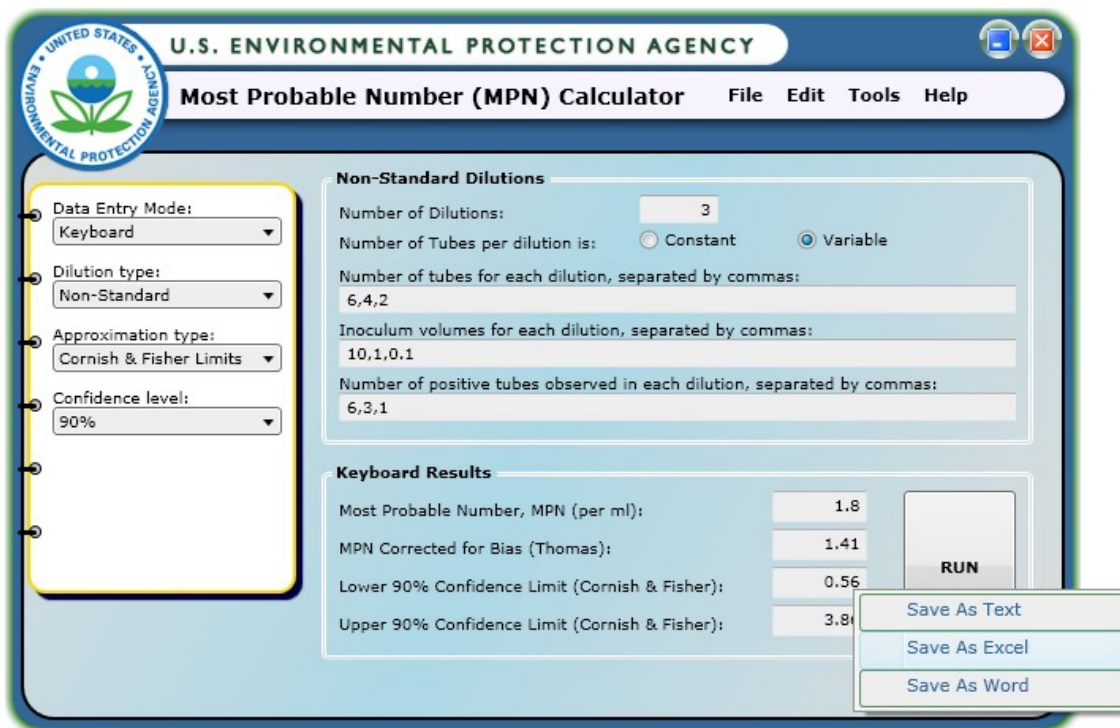 UNITED STATES
ENVIRONMENTAL PROTECTION AGENCY
U.S. ENVIRONMENTAL PROTECTION AGENCY
Most Probable Number (MPN) Calculator File Edit Tools Help
Data Entry Mode:
Keyboard
Dilution type:
Non-Standard
Approximation type:
Cornish & Fisher Limits
Confidence level:
90%
Non-Standard Dilutions
Number of Dilutions: 3
Number of Tubes per dilution is: Constant Variable
Number of tubes for each dilution, separated by commas:
6,4,2
Inoculum volumes for each dilution, separated by commas:
10,1,0.1
Number of positive tubes observed in each dilution, separated by commas:
6,3,1
Keyboard Results
Most Probable Number, MPN (per ml): 1.8
MPN Corrected for Bias (Thomas): 1.41
Lower 90% Confidence Limit (Cornish & Fisher): 0.56
Upper 90% Confidence Limit (Cornish & Fisher):
RUN
Save As Text
Save As Excel
Save As Word